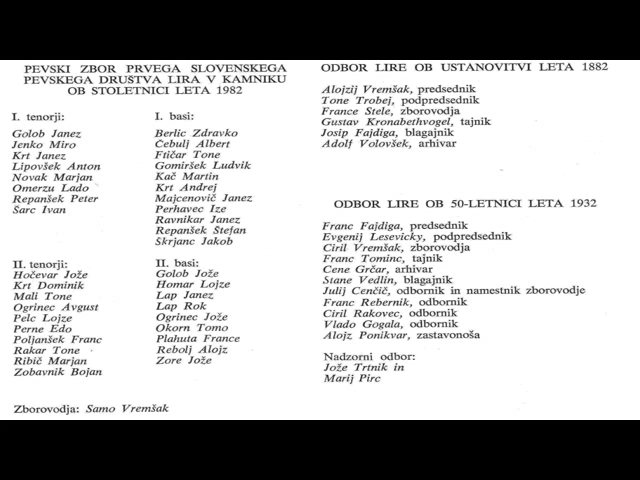 PEVSKI ZBOR PRVEGA SLOVENSKEGA
PEVSKEGA DRUŠTVA LIRA V KAMNIKU
OB STOLETNICI LETA 1982
I. tenorji:
Golob Janez
Jenko Miro
Krt Janez
Lipovšek Anton
Novak Marjan
Omerzu Lado
Repanšek Peter
Šarc Ivan
I. basi:
Berlic Zdravko
Čebulj Albert
Ftičar Tone
Gomiršek Ludvik
Kač Martin
Krt Andrej
Majcenovič Janez
Perhavec Ize
Ravnikar Janez
Repanšek Štefan
Škrjanc Jakob
II. tenorji:
Hočevar Jože
Krt Dominik
Mali Tone
Ogrinec Avgust
Pelc Lojze
Perne Edo
Poljanšek Franc
Rakar Tone
Ribič Marjan
Zobavnik Bojan
II. basi:
Golob Jože
Homar Lojze
Lap Janez
Lap Rok
Ogrinec Jože
Okorn Tomo
Plahuta France
Rebolj Alojz
Zore Jože
Zborovodja: Samo Vremšak
ODBOR LIRE OB USTANOVITVI LETA 1882
Alojzij Vremšak, predsednik
Tone Trobej, podpredsednik
France Stele, zborovodja
Gustav Kronabethvogel, tajnik
Josip Fajdiga, blagajnik
Adolf Volovšek, arhivar
ODBOR LIRE OB 50-LETNICI LETA 1932
Franc Fajdiga, predsednik
Evgenij Lesevicky, podpredsednik
Ciril Vremšak, zborovodja
Franc Tominc, tajnik
Cene Grčar, arhivar
Stane Vedlin, blagajnik
Julij Cenčič, odbornik in namestnik zborovodje
Franc Rebernik, odbornik
Ciril Rakovec, odbornik
Vlado Gogala, odbornik
Alojz Ponikvar, zastavonoša
Nadzorni odbor:
Jože Trtnik in
Marij Pirc